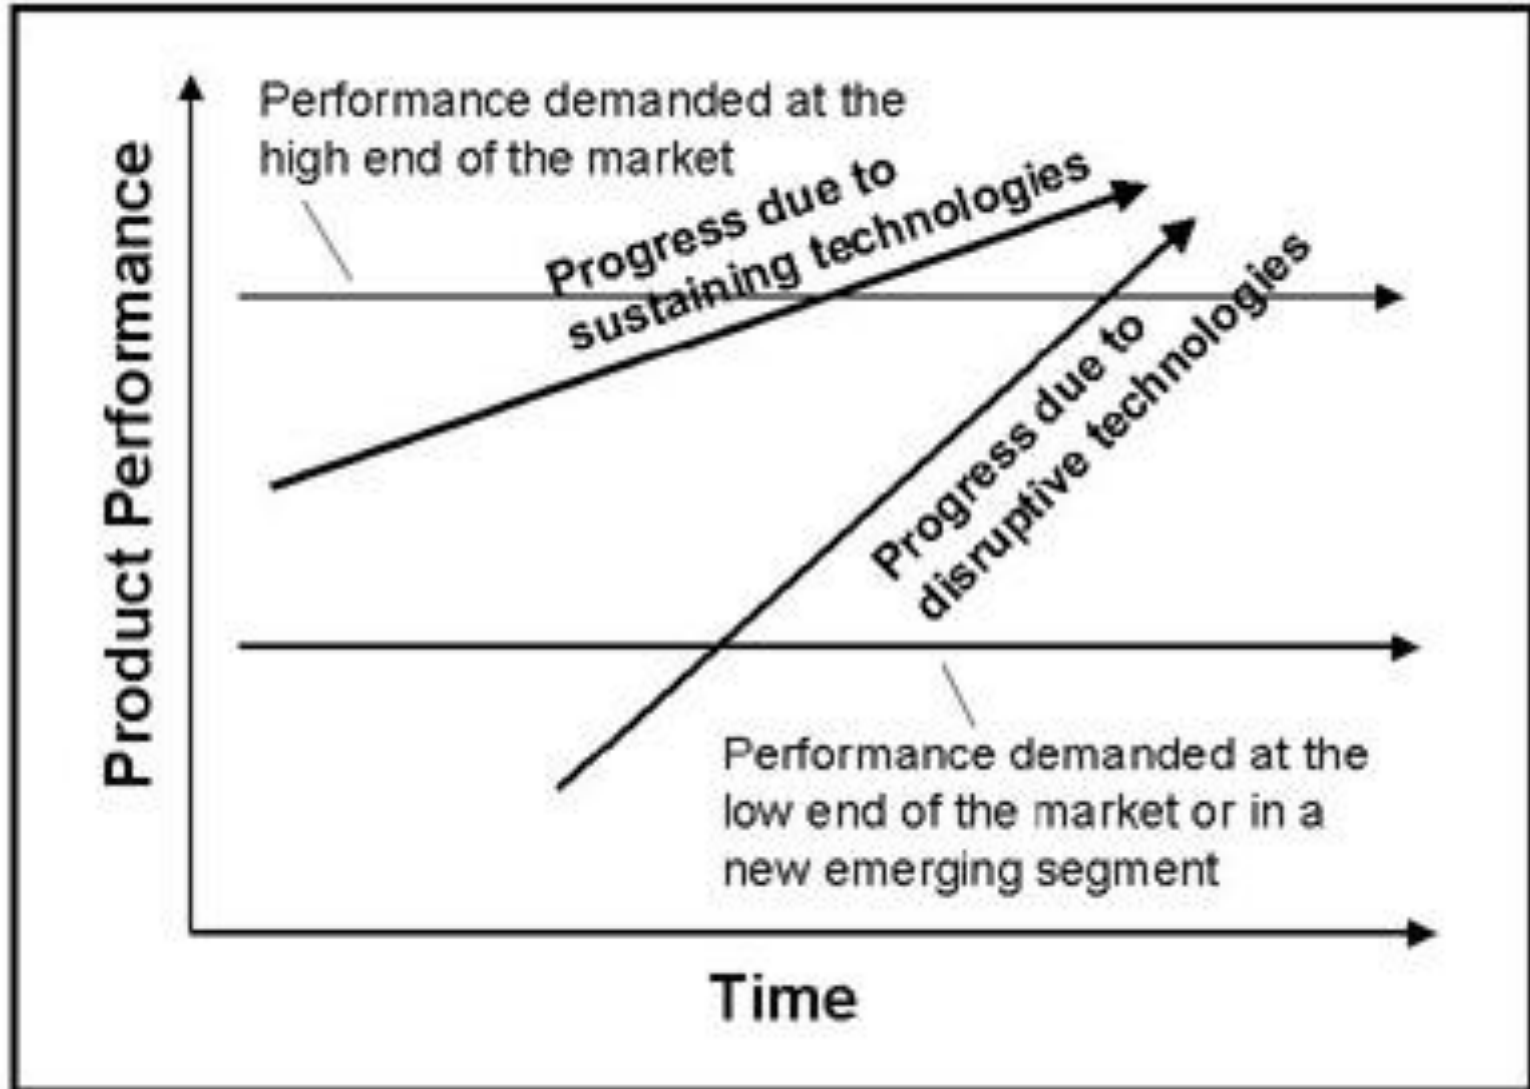 Performance demanded at the
high end of the market
Progress due to
sustaining technologies
Product Performance
Progress due to
disruptive technologies
Performance demanded at the
low end of the market or in a
new emerging segment
Time